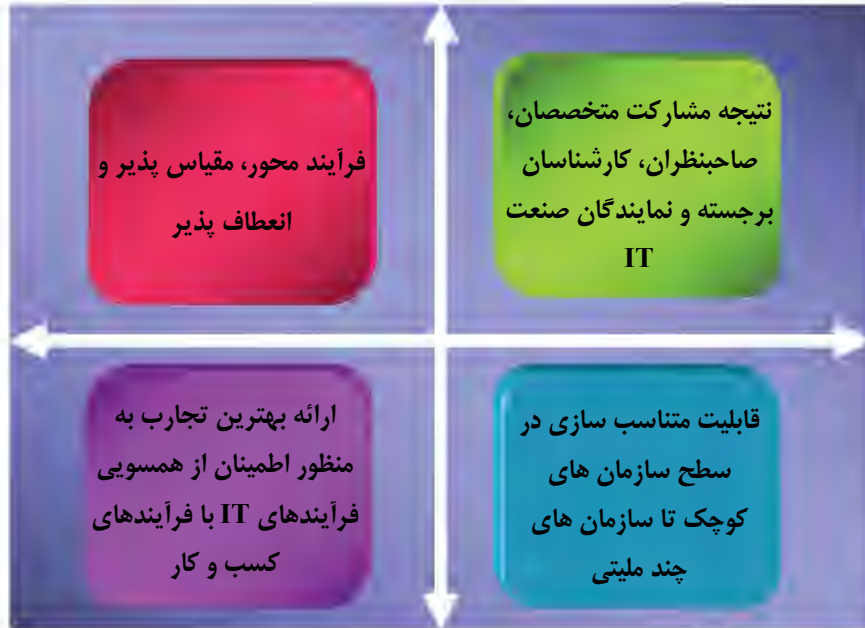 نتیجه مشارکت متخصصان،
صاحبنظران، کارشناسان
برجسته و نمایندگان صنعت
IT
فرآیند محور، مقیاس پذیر و
انعطاف پذیر
قابلیت متناسب سازی در
سطح سازمان های
کوچک تا سازمان های
چند ملیتی
ارائه بهترین تجارب به
منظور اطمینان از همسویی
فرآیندهای IT با فرآیندهای
کسب و کار